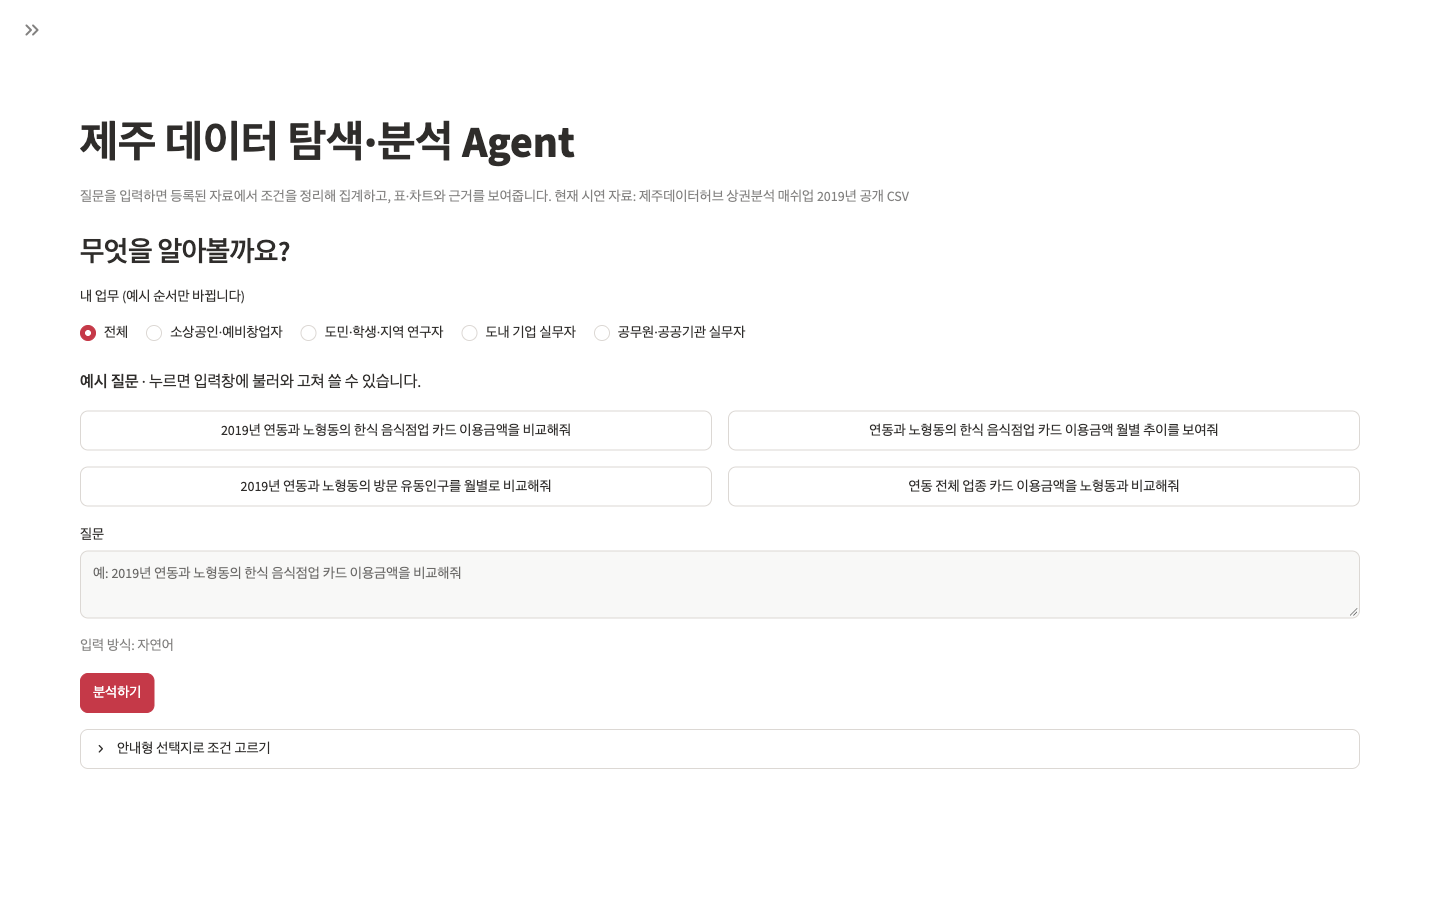 제주 데이터 탐색·분석 Agent
질문을 입력하면 등록된 자료에서 조건을 정리해 집계하고, 표·차트와 근거를 보여줍니다. 현재 시연 자료: 제주데이터허브 상권분석 매쉬업 2019년 공개 CSV
무엇을 알아볼까요?
내 업무 (예시 순서만 바뀝니다)
전체 소상공인·예비창업자 도민·학생·지역 연구자 도내 기업 실무자 공무원·공공기관 실무자
예시 질문 · 누르면 입력창에 불러와 고쳐 쓸 수 있습니다.
2019년 연동과 노형동의 한식 음식점업 카드 이용금액을 비교해줘
연동과 노형동의 한식 음식점업 카드 이용금액 월별 추이를 보여줘
2019년 연동과 노형동의 방문 유동인구를 월별로 비교해줘
연동 전체 업종 카드 이용금액을 노형동과 비교해줘
질문
예: 2019년 연동과 노형동의 한식 음식점업 카드 이용금액을 비교해줘
입력 방식: 자연어
분석하기
안내형 선택지로 조건 고르기